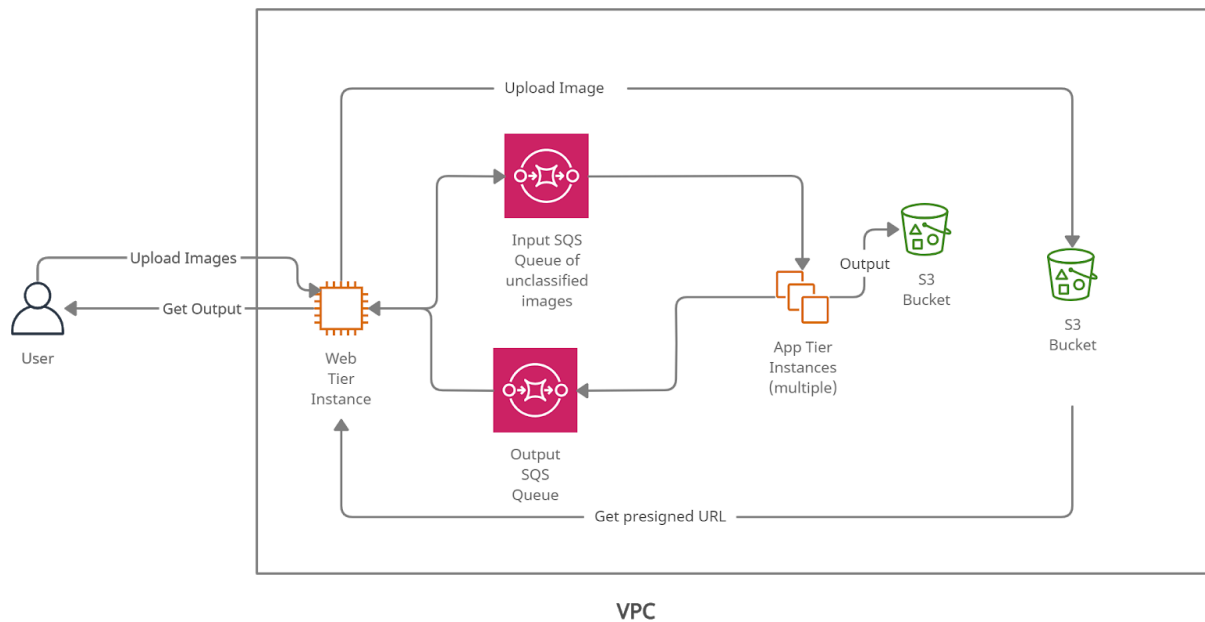 Upload Image
Input SQS
Queue of
unclassified
images
Upload Images
Get Output
User
Web
Tier
Instance
Output
S3
Bucket
S3
Bucket
App Tier
Instances
(multiple)
Output
SQS
Queue
Get presigned URL
VPC